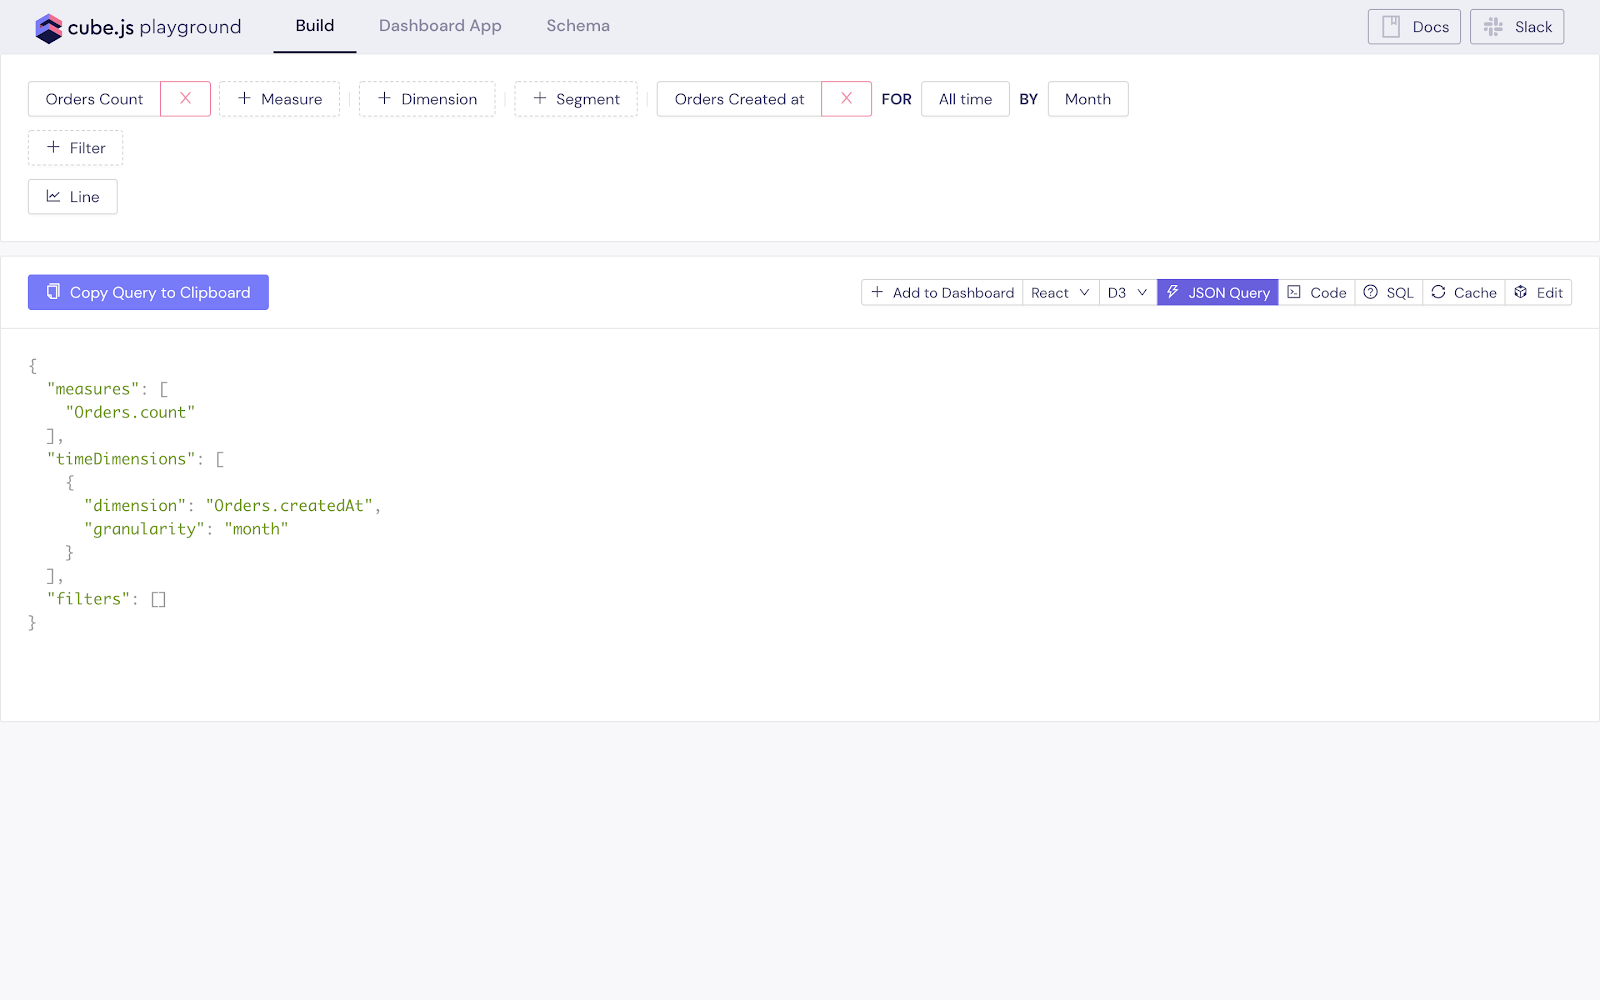 cube.js playground Build Dashboard App Schema Docs Slack
Orders Count X + Measure + Dimension + Segment Orders Created at X FOR All time BY Month
+ Filter
Line
Copy Query to Clipboard + Add to Dashboard React D3 JSON Query Code SQL Cache Edit
{
  "measures": [
    "Orders.count"
  ],
  "timeDimensions": [
    {
      "dimension": "Orders.createdAt",
      "granularity": "month"
    }
  ],
  "filters": []
}